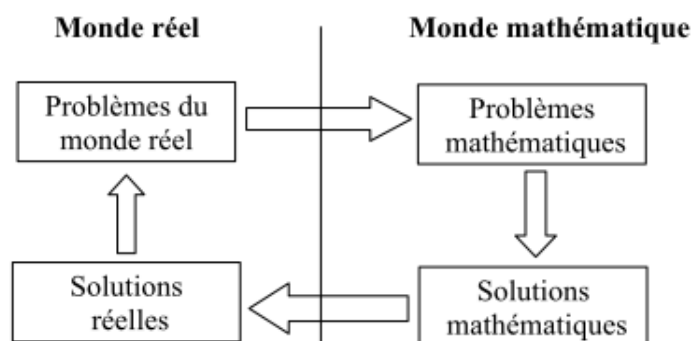 Monde réel
Monde mathématique
Problèmes du
monde réel
Problèmes
mathématiques
Solutions
réelles
Solutions
mathématiques